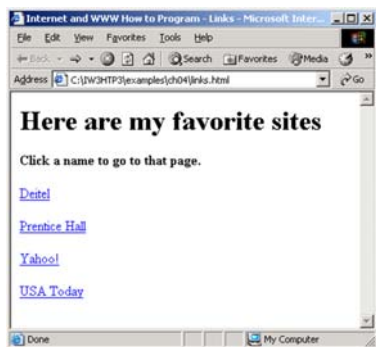 Internet and WWW How to Program - Links - Microsoft Inter...
File Edit View Favorites Tools Help
Back Search Favorites Media
Address C:\IW3HTP3\examples\ch04\links.html Go
Here are my favorite sites
Click a name to go to that page.
Deitel
Prentice Hall
Yahoo!
USA Today
Done My Computer